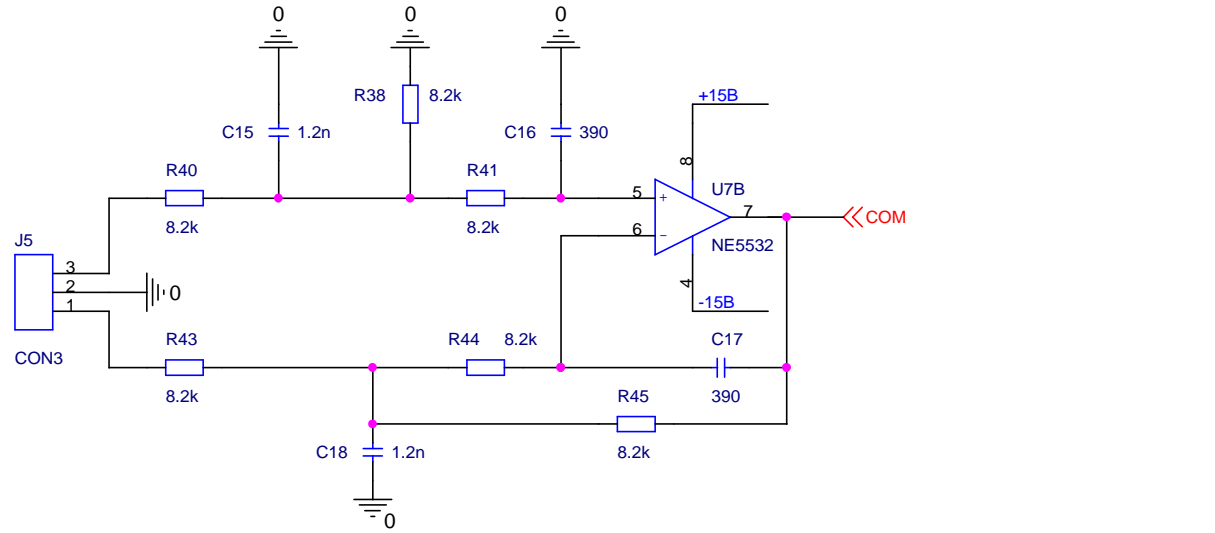 0 0 0
R38 8.2k
+15B
C15 1.2n
C16 390
8
R40
R41
5
+
U7B
7
COM
8.2k
8.2k
6
−
NE5532
J5
3
2
0
1
4
-15B
CON3
R43
R44 8.2k
C17
8.2k
R45
390
C18 1.2n
8.2k
0